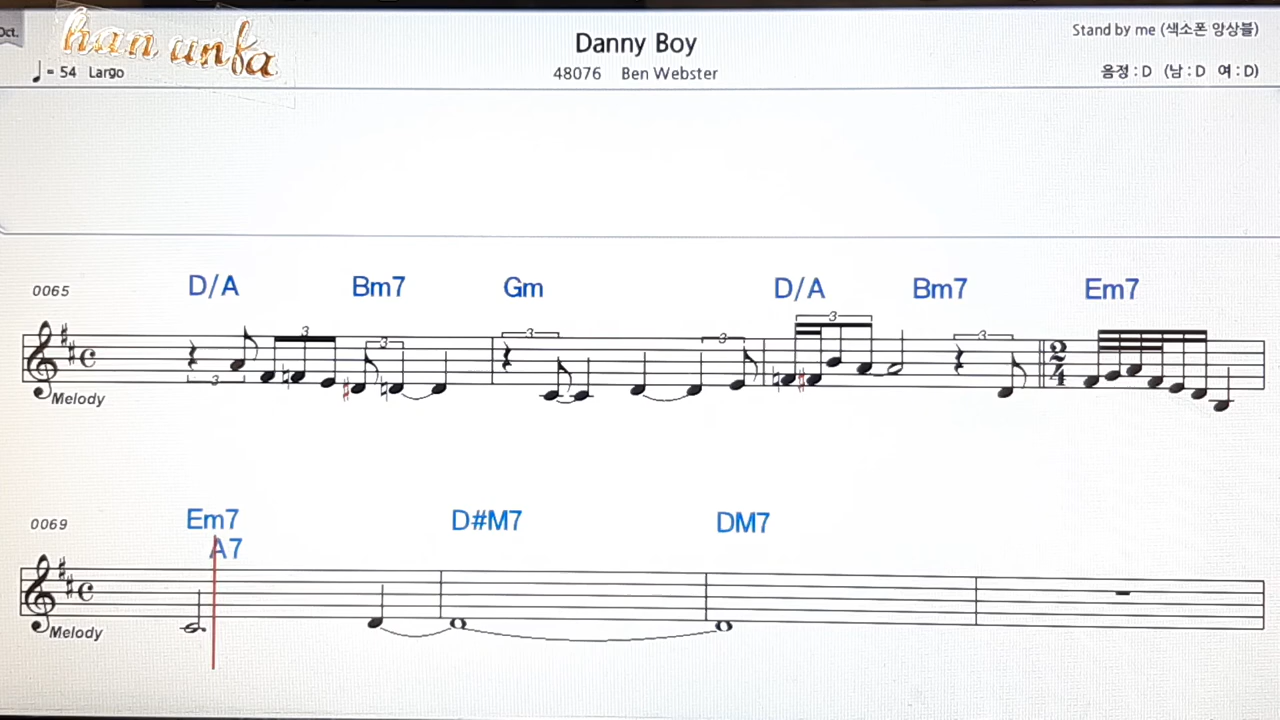 Oct.
han unfa
Danny Boy
Stand by me (색소폰 앙상블)
♩ = 54 Largo
48076 Ben Webster
음정 : D (남 : D 여 : D)
0065
D/A Bm7 Gm D/A Bm7 Em7
3 3 3 3 3 3 3
2
4
Melody
0069
Em7 D#M7 DM7
A7
Melody